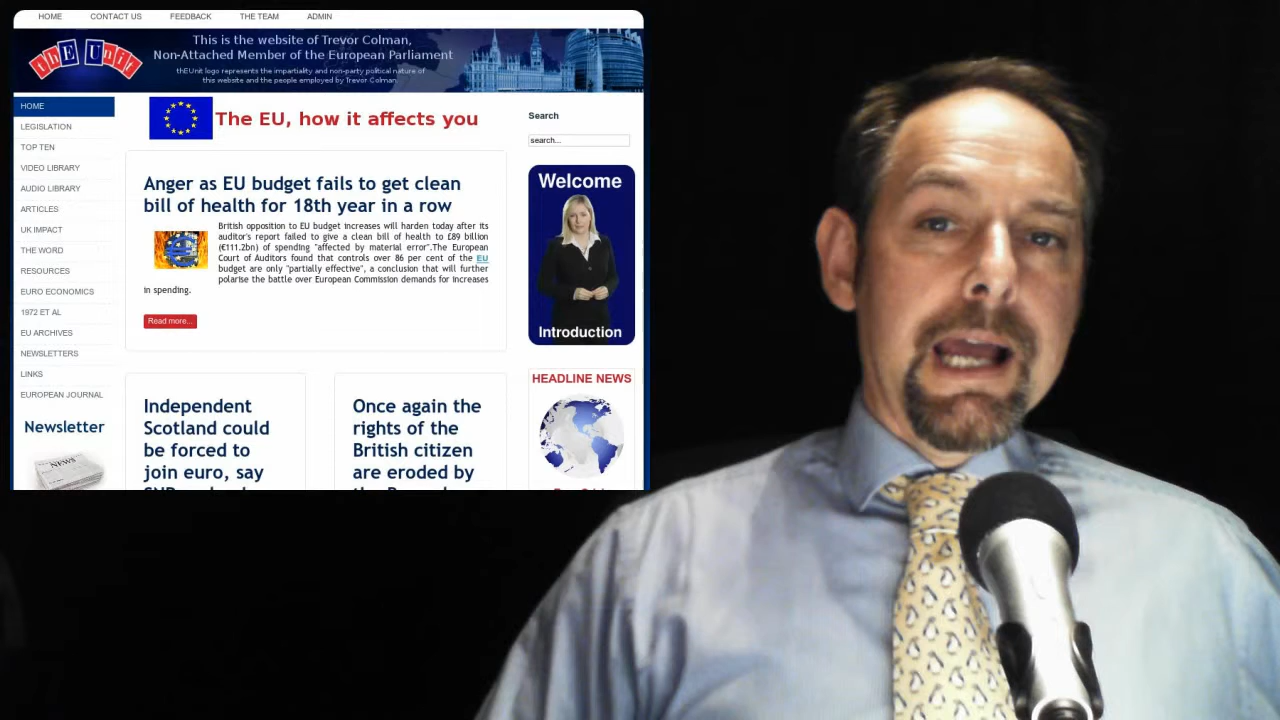 HOME CONTACT US FEEDBACK THE TEAM ADMIN
thEUnit
This is the website of Trevor Colman,
Non-Attached Member of the European Parliament
thEUnit logo represents the impartiality and non-party political nature of
this website and the people employed by Trevor Colman.
HOME
LEGISLATION
TOP TEN
VIDEO LIBRARY
AUDIO LIBRARY
ARTICLES
UK IMPACT
THE WORD
RESOURCES
EURO ECONOMICS
1972 ET AL
EU ARCHIVES
NEWSLETTERS
LINKS
EUROPEAN JOURNAL
Newsletter
NEWS
The EU, how it affects you
Anger as EU budget fails to get clean
bill of health for 18th year in a row
British opposition to EU budget increases will harden today after its
auditor's report failed to give a clean bill of health to £89 billion
(€111.2bn) of spending "affected by material error".The European
Court of Auditors found that controls over 86 per cent of the EU
budget are only "partially effective", a conclusion that will further
polarise the battle over European Commission demands for increases
in spending.
Read more...
Independent
Scotland could
be forced to
join euro, say
Once again the
rights of the
British citizen
are eroded by
Search
search...
Welcome
Introduction
HEADLINE NEWS